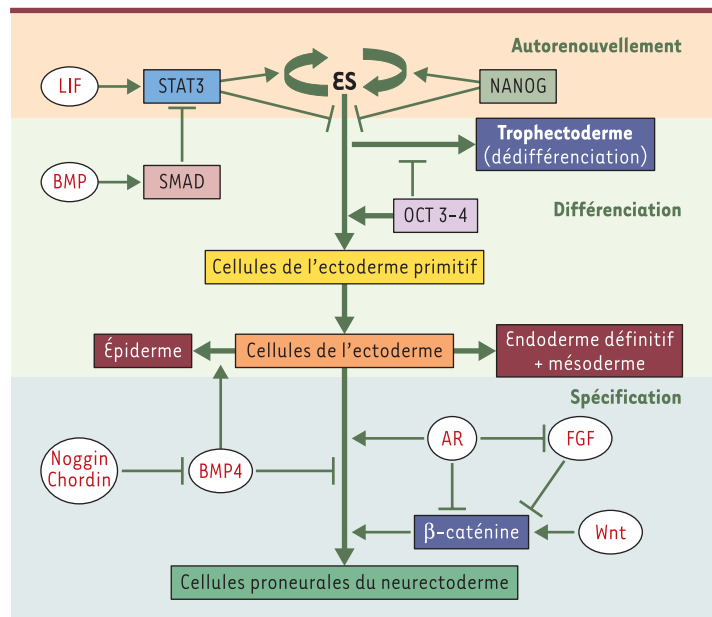 Autorenouvellement
LIF
STAT3
ES
NANOG
Trophectoderme
(dédifférenciation)
BMP
SMAD
OCT 3-4
Différenciation
Cellules de l'ectoderme primitif
Épiderme
Cellules de l'ectoderme
Endoderme définitif
+ mésoderme
Spécification
Noggin
Chordin
BMP4
AR
FGF
β-caténine
Wnt
Cellules proneurales du neurectoderme